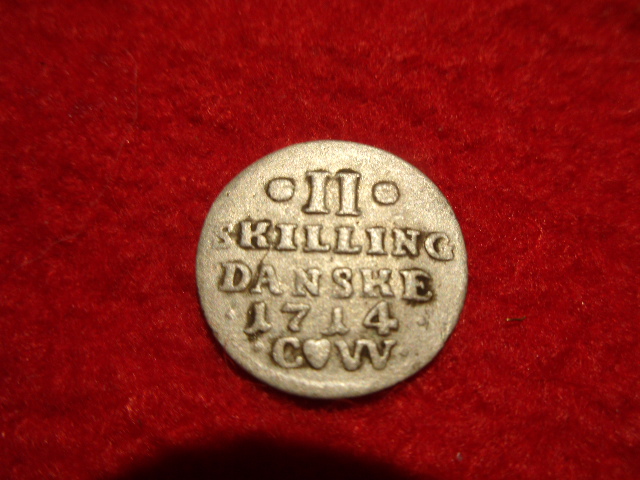 • II •
SKILLING
DANSKE
· 1714 ·
· C♥W ·